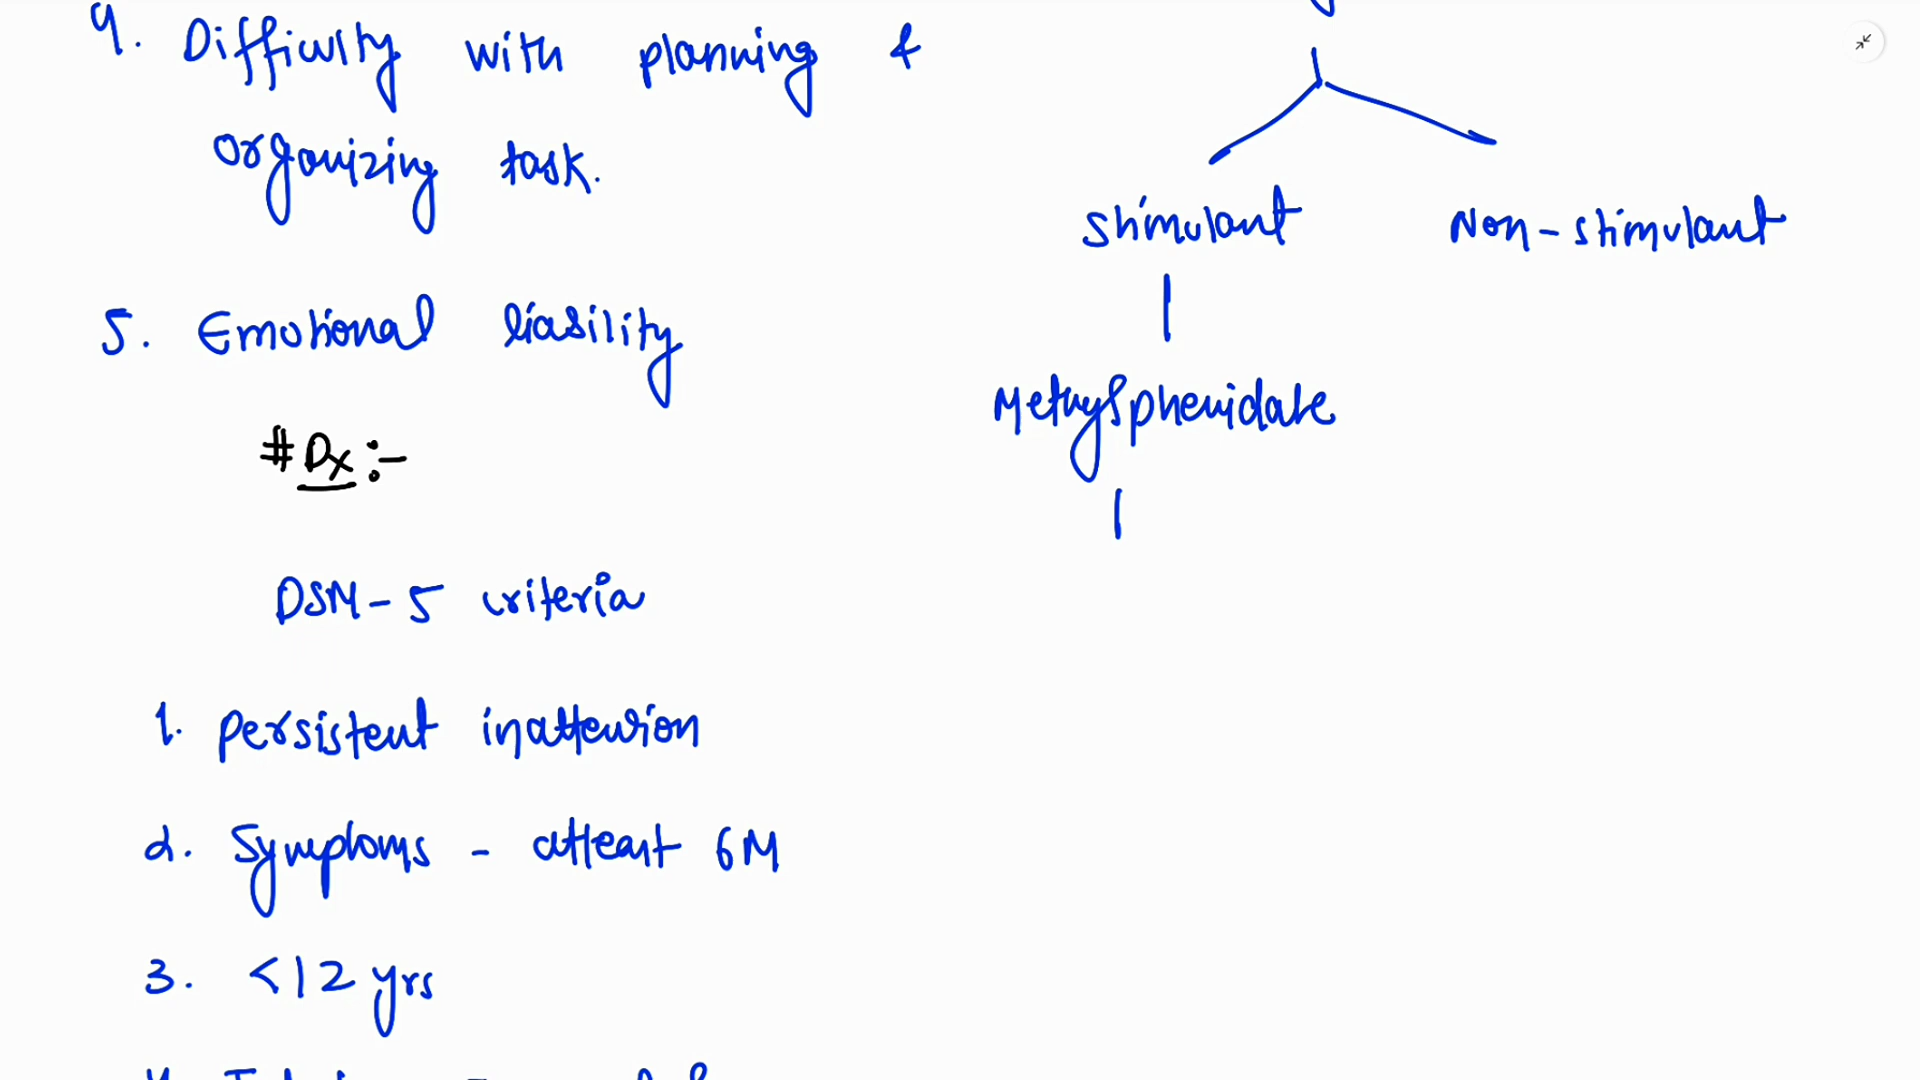 4. Difficulty with planning &
organizing task.
5. Emotional liability
#Dx:-
DSM-5 criteria
1. Persistent inattention
2. Symptoms - atleast 6M
3. <12 yrs
Stimulant Non-stimulant
Methylphenidate